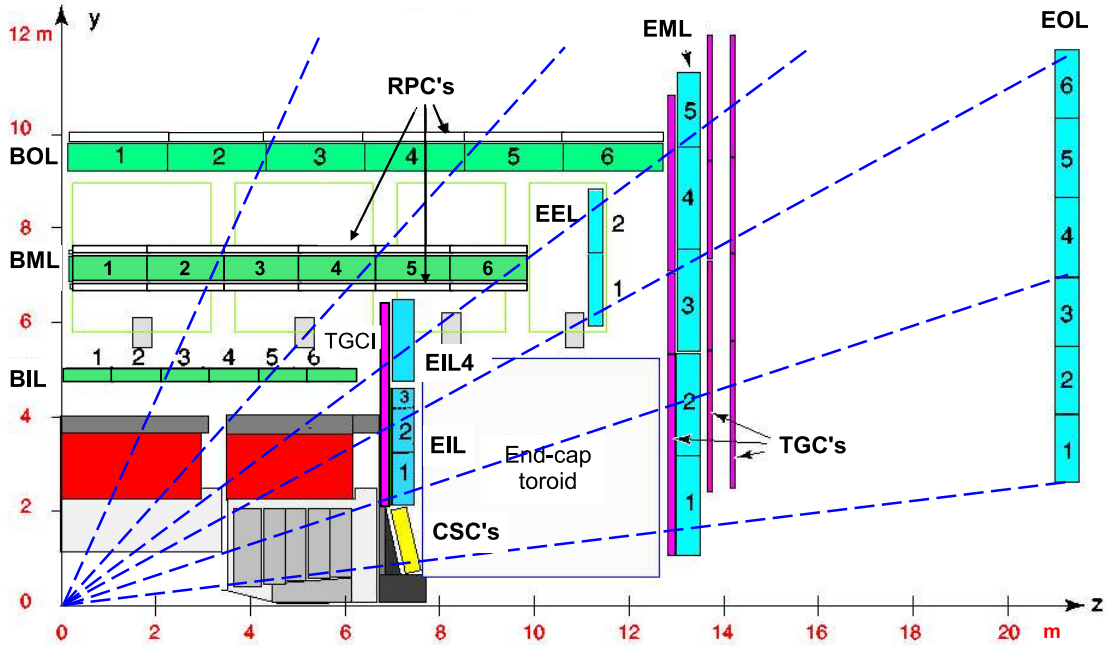 y
12 m
EML
EOL
RPC's
6
5
10
BOL
1 2 3 4 5 6
5
4
8
EEL
2
4
BML
1 2 3 4 5 6
3
1
3
6
TGCI
2
1 2 3 4 5 6
BIL
EIL4
4
3
2
EIL
2
1
1
End-cap
toroid
TGC's
2
CSC's
1
0
z
0 2 4 6 8 10 12 14 16 18 20 m